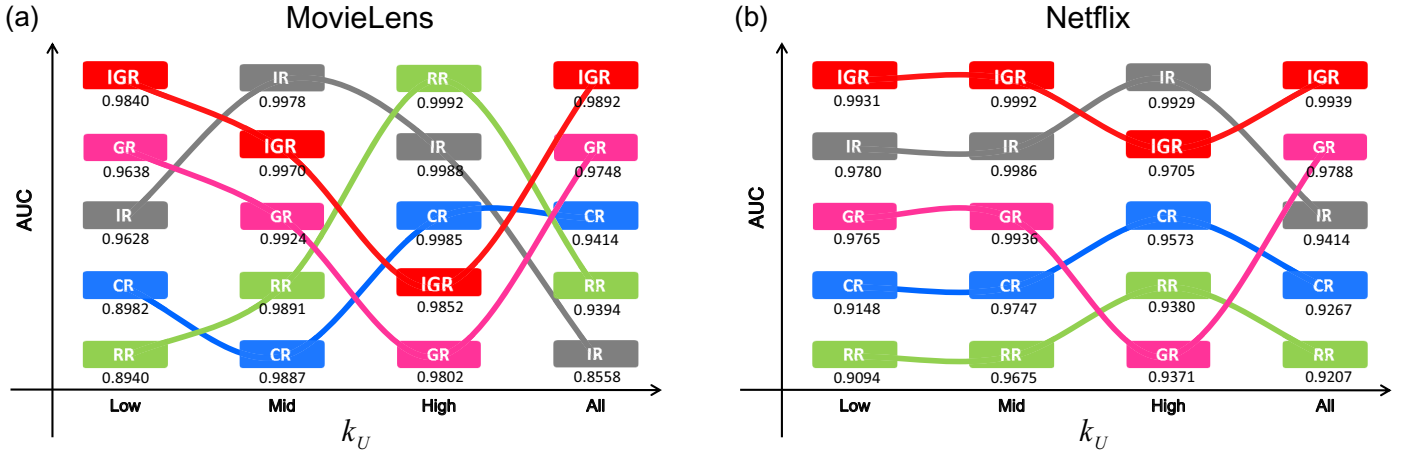 (a) MovieLens
AUC
IGR IR RR IGR
0.9840 0.9978 0.9992 0.9892
GR IGR IR GR
0.9638 0.9970 0.9988 0.9748
IR GR CR CR
0.9628 0.9924 0.9985 0.9414
CR RR IGR RR
0.8982 0.9891 0.9852 0.9394
RR CR GR IR
0.8940 0.9887 0.9802 0.8558
Low Mid High All
k_U
(b) Netflix
AUC
IGR IGR IR IGR
0.9931 0.9992 0.9929 0.9939
IR IR IGR GR
0.9780 0.9986 0.9705 0.9788
GR GR CR IR
0.9765 0.9936 0.9573 0.9414
CR CR RR CR
0.9148 0.9747 0.9380 0.9267
RR RR GR RR
0.9094 0.9675 0.9371 0.9207
Low Mid High All
k_U